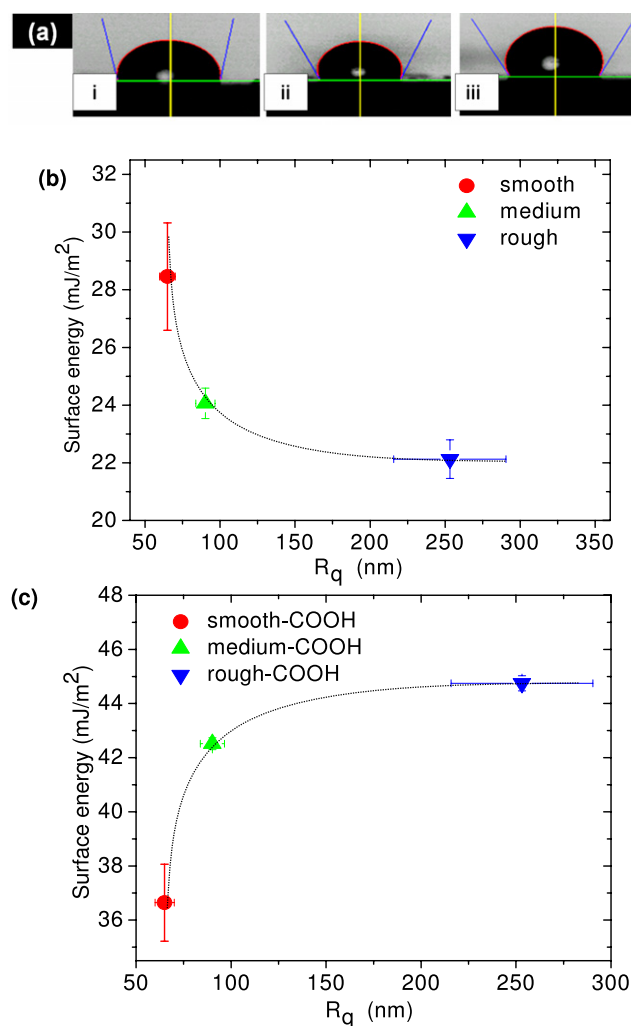 (a)
i
ii
iii
(b)
smooth
medium
rough
32
30
28
26
24
22
20
Surface energy (mJ/m²)
50 100 150 200 250 300 350
Rq (nm)
(c)
smooth-COOH
medium-COOH
rough-COOH
48
46
44
42
40
38
36
Surface energy (mJ/m²)
50 100 150 200 250 300
Rq (nm)